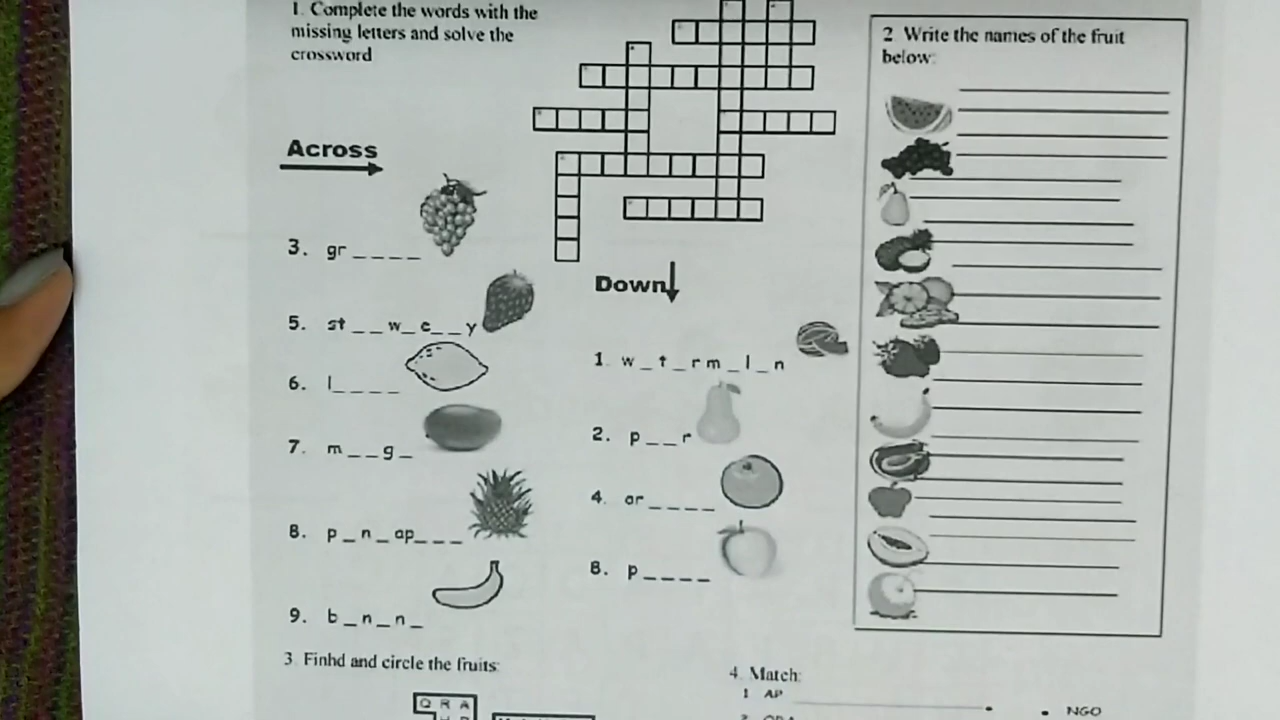 1. Complete the words with the
missing letters and solve the
crossword
Across
3. gr _ _ _ _
5. st _ _ w _ e _ _ y
6. l _ _ _ _
7. m _ _ g _
8. p _ n _ ap _ _ _
9. b _ n _ n _
Down
1. w _ t _ r m _ l _ n
2. p _ _ r
4. or _ _ _ _
8. p _ _ _ _
2 Write the names of the fruit
below:
3 Finhd and circle the fruits:
Q R A
4 Match:
1 AP
NGO